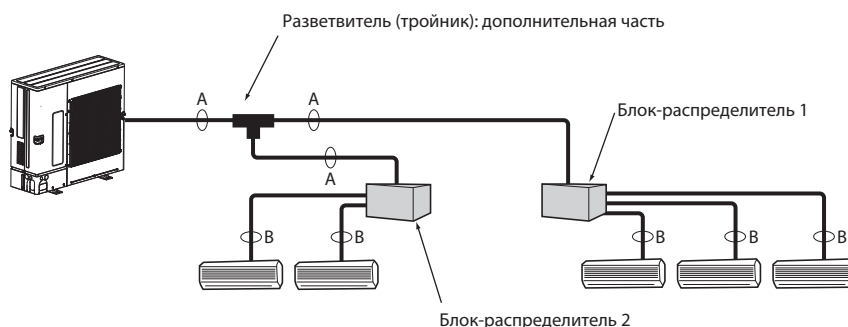 Разветвитель (тройник): дополнительная часть
A
A
Блок-распределитель 1
A
B
B
B
B
B
Блок-распределитель 2